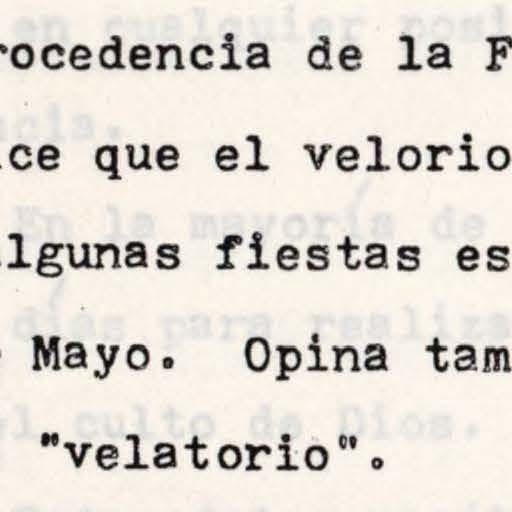 rocedencia de la F
ce que el velorio
lgunas fiestas es
Mayo. Opina tam
"velatorio".